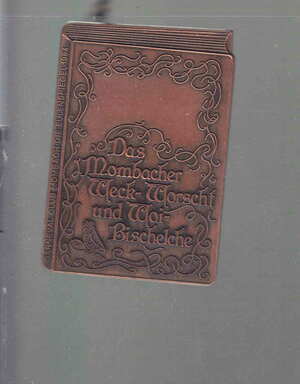 Das
Mombacher
Weck-Worscht
und Woi-
Bischelche